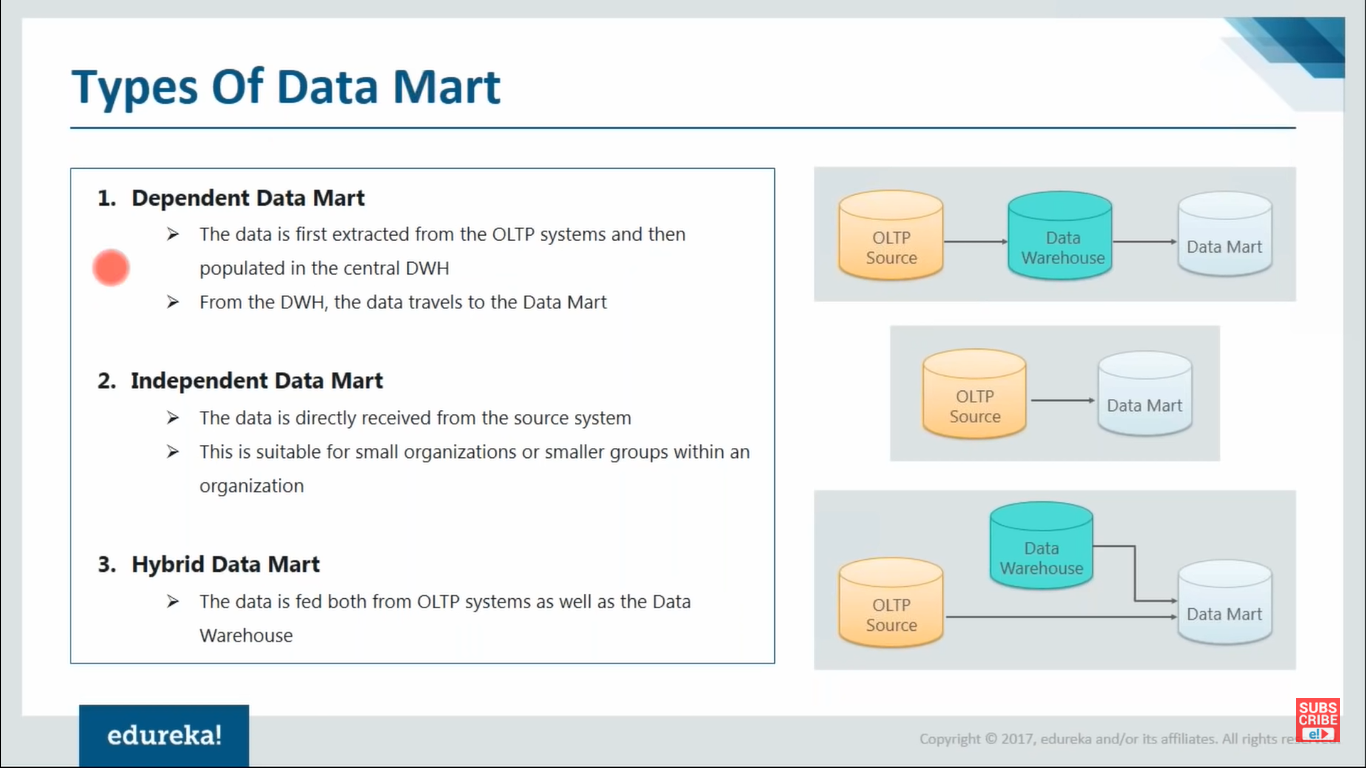 Types Of Data Mart
1. Dependent Data Mart
➢ The data is first extracted from the OLTP systems and then
populated in the central DWH
➢ From the DWH, the data travels to the Data Mart
2. Independent Data Mart
➢ The data is directly received from the source system
➢ This is suitable for small organizations or smaller groups within an
organization
3. Hybrid Data Mart
➢ The data is fed both from OLTP systems as well as the Data
Warehouse
OLTP
Source
Data
Warehouse
Data Mart
OLTP
Source
Data Mart
Data
Warehouse
OLTP
Source
Data Mart
edureka!
Copyright © 2017, edureka and/or its affiliates. All rights
SUBS
CRIBE
e!